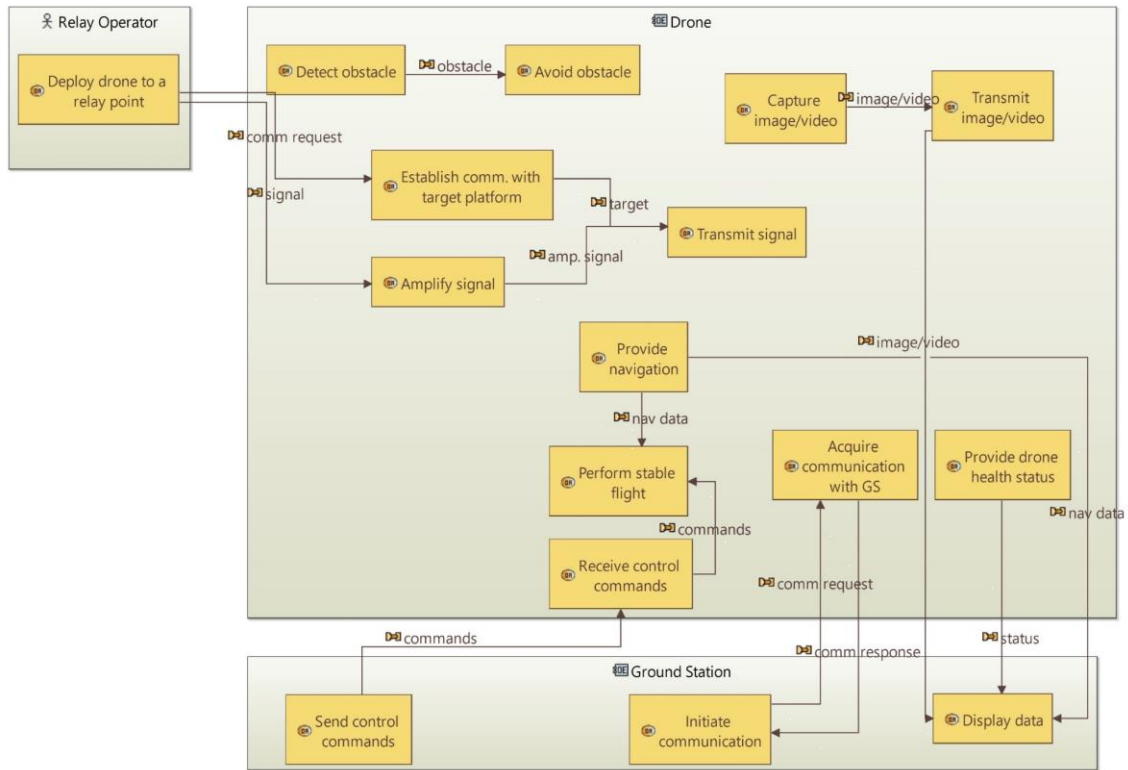 Relay Operator
Drone
Deploy drone to a
relay point
Detect obstacle
obstacle
Avoid obstacle
Capture
image/video
image/video
Transmit
image/video
comm request
signal
Establish comm. with
target platform
target
Transmit signal
amp. signal
Amplify signal
Provide
navigation
image/video
nav data
Perform stable
flight
Acquire
communication
with GS
Provide drone
health status
nav data
commands
Receive control
commands
comm request
commands
comm response
status
Ground Station
Send control
commands
Initiate
communication
Display data